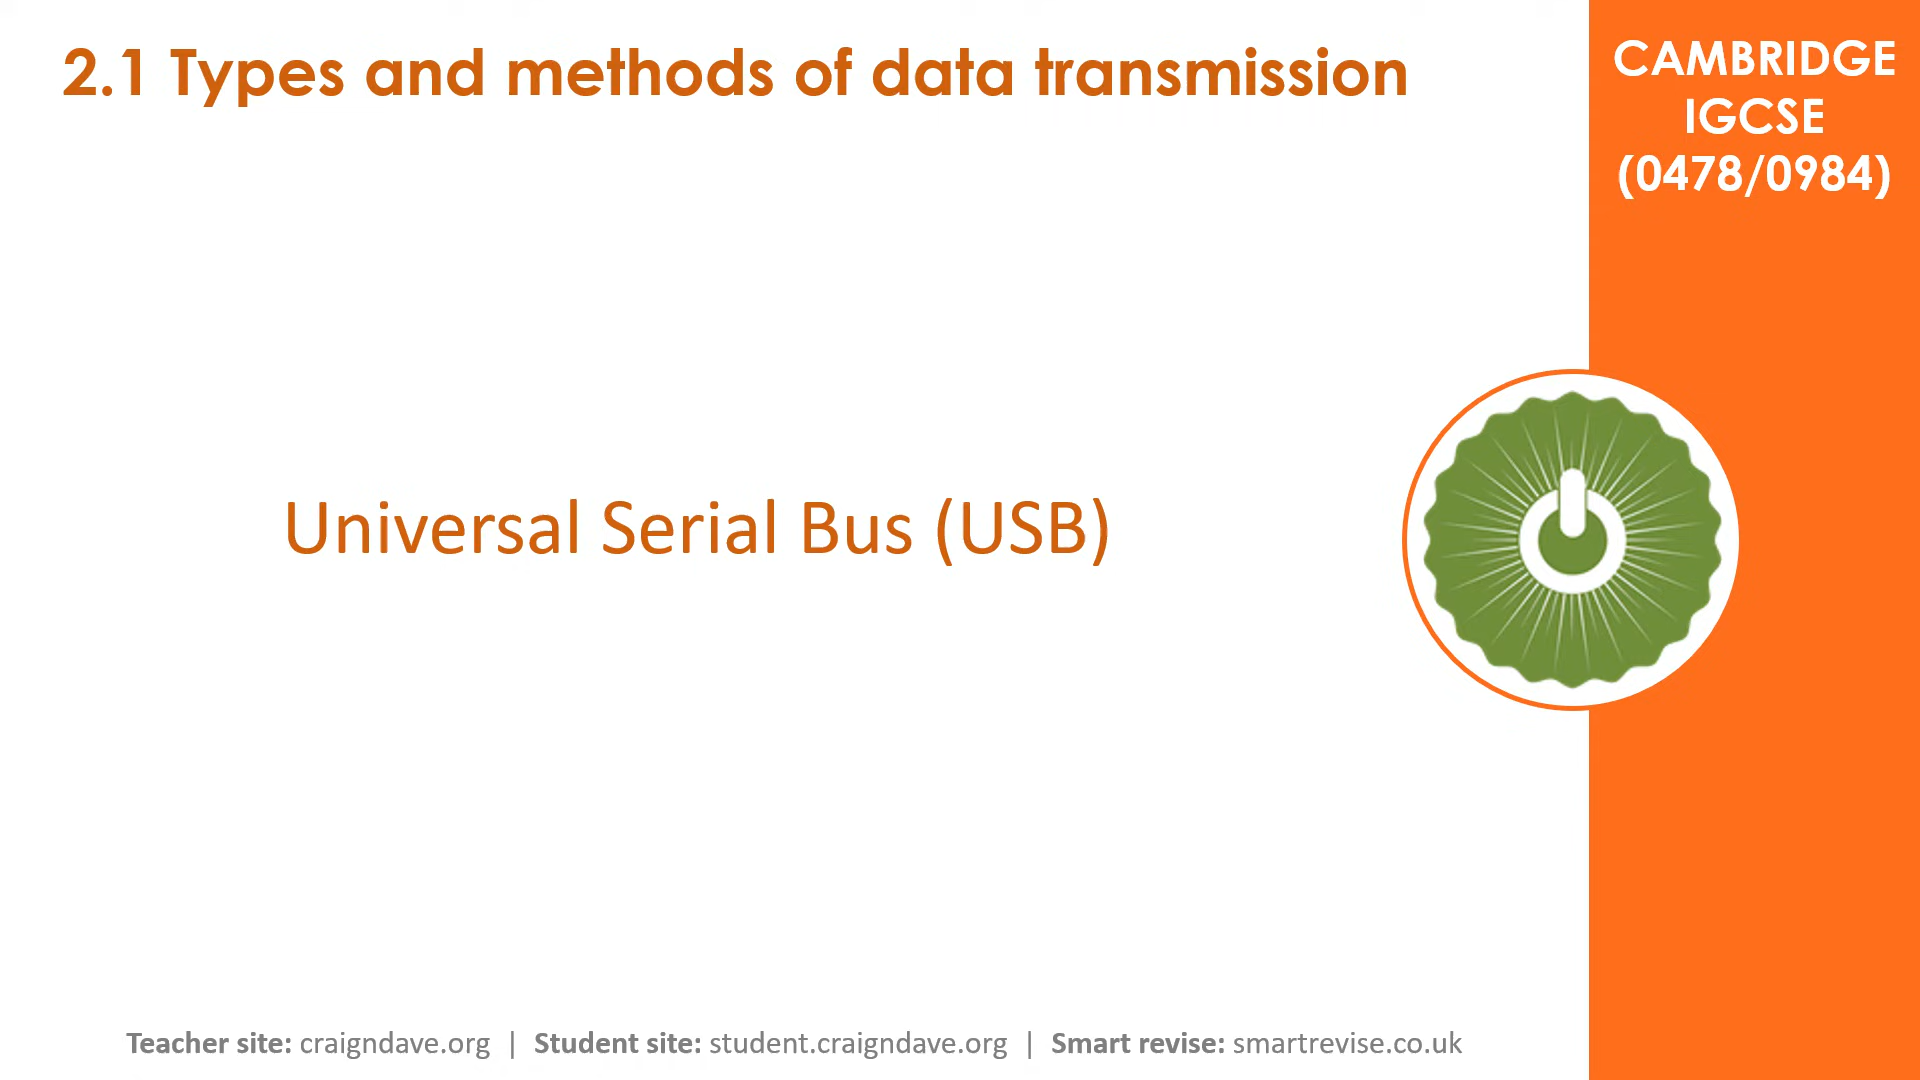 2.1 Types and methods of data transmission
CAMBRIDGE
IGCSE
(0478/0984)
Universal Serial Bus (USB)
Teacher site: craigndave.org | Student site: student.craigndave.org | Smart revise: smartrevise.co.uk